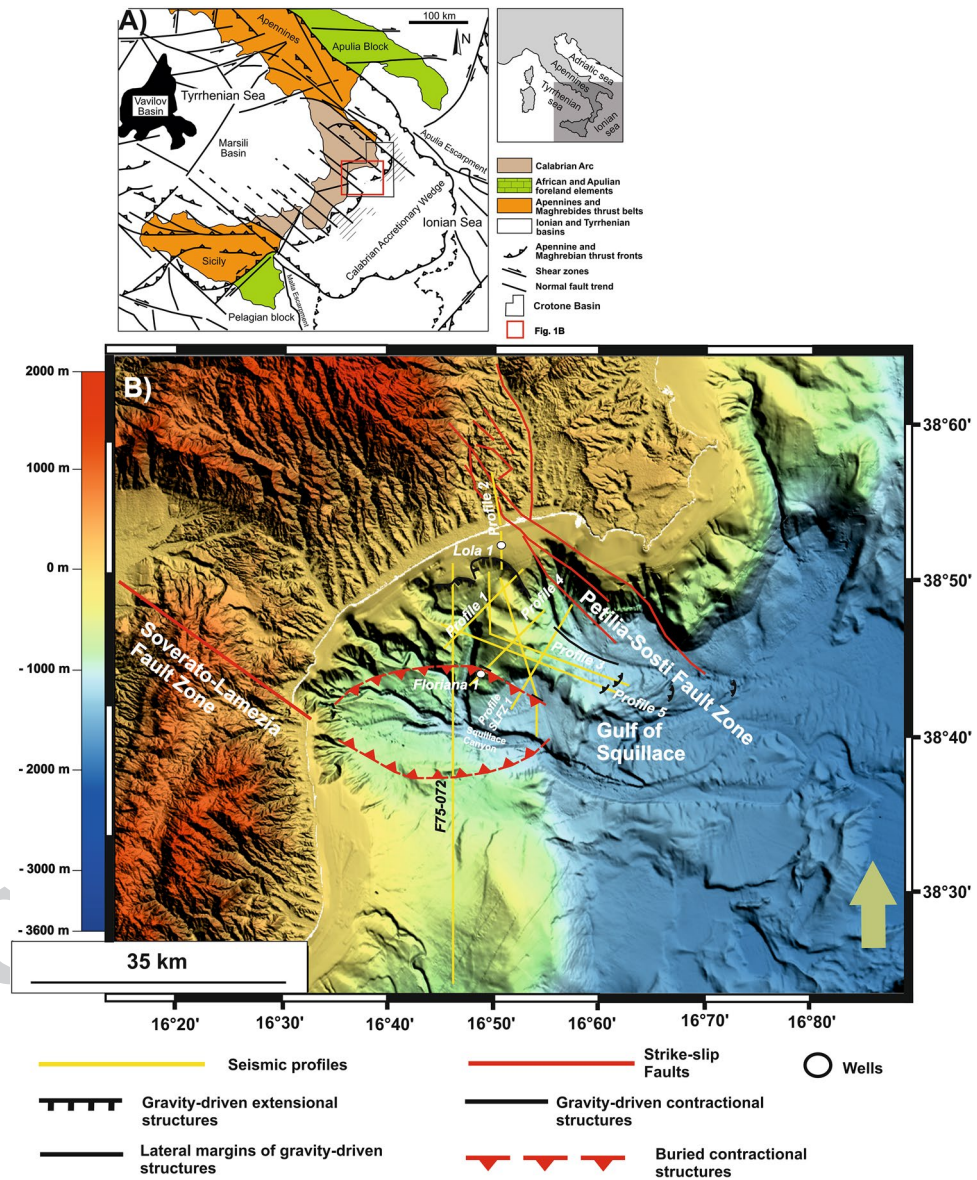 A)
100 km
N
Apennines
Apulia Block
Tyrrhenian Sea
Vavilov
Basin
Marsili
Basin
Apulia Escarpment
Calabrian Accretionary Wedge
Ionian Sea
Sicily
Malta Escarpment
Pelagian block
Adriatic sea
Apennines
Tyrrhenian
sea
Ionian
sea
Calabrian Arc
African and Apulian
foreland elements
Apennines and
Maghrebides thrust belts
Ionian and Tyrrhenian
basins
Apennine and
Maghrebian thrust fronts
Shear zones
Normal fault trend
Crotone Basin
Fig. 1B
B)
2000 m
1000 m
0 m
- 1000 m
- 2000 m
- 3000 m
- 3600 m
38°60'
38°50'
38°40'
38°30'
Profile 2
Lola 1
Profile 1
Profile 4
Petilia-Sosti Fault Zone
Profile 3
Profile 5
Soverato-Lamezia
Fault Zone
Floriana 1
Profile
SLFZ 1
Squillace
Canyon
Gulf of
Squillace
F75-072
35 km
16°20'
16°30'
16°40'
16°50'
16°60'
16°70'
16°80'
Seismic profiles
Strike-slip
Faults
Wells
Gravity-driven extensional
structures
Gravity-driven contractional
structures
Lateral margins of gravity-driven
structures
Buried contractional
structures